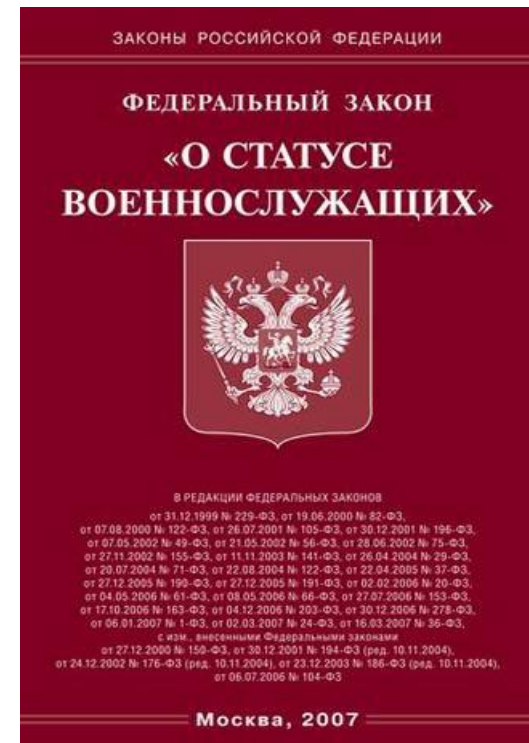 ЗАКОНЫ РОССИЙСКОЙ ФЕДЕРАЦИИ
ФЕДЕРАЛЬНЫЙ ЗАКОН
«О СТАТУСЕ
ВОЕННОСЛУЖАЩИХ»
В РЕДАКЦИИ ФЕДЕРАЛЬНЫХ ЗАКОНОВ
от 31.12.1999 № 229-ФЗ, от 19.06.2000 № 82-ФЗ,
от 07.08.2000 № 122-ФЗ, от 26.07.2001 № 105-ФЗ, от 30.12.2001 № 196-ФЗ,
от 07.05.2002 № 49-ФЗ, от 21.05.2002 № 56-ФЗ, от 28.06.2002 № 75-ФЗ,
от 27.11.2002 № 155-ФЗ, от 11.11.2003 № 141-ФЗ, от 26.04.2004 № 29-ФЗ,
от 20.07.2004 № 71-ФЗ, от 22.08.2004 № 122-ФЗ, от 22.04.2005 № 37-ФЗ,
от 27.12.2005 № 190-ФЗ, от 27.12.2005 № 191-ФЗ, от 02.02.2006 № 20-ФЗ,
от 04.05.2006 № 61-ФЗ, от 08.05.2006 № 66-ФЗ, от 27.07.2006 № 153-ФЗ,
от 17.10.2006 № 163-ФЗ, от 04.12.2006 № 203-ФЗ, от 30.12.2006 № 278-ФЗ,
от 06.01.2007 № 1-ФЗ, от 02.03.2007 № 24-ФЗ, от 16.03.2007 № 36-ФЗ,
с изм., внесенными Федеральными законами
от 27.12.2000 № 150-ФЗ, от 30.12.2001 № 194-ФЗ (ред. 10.11.2004),
от 24.12.2002 № 176-ФЗ (ред. 10.11.2004), от 23.12.2003 № 186-ФЗ (ред. 10.11.2004),
от 06.07.2006 № 104-ФЗ
Москва, 2007